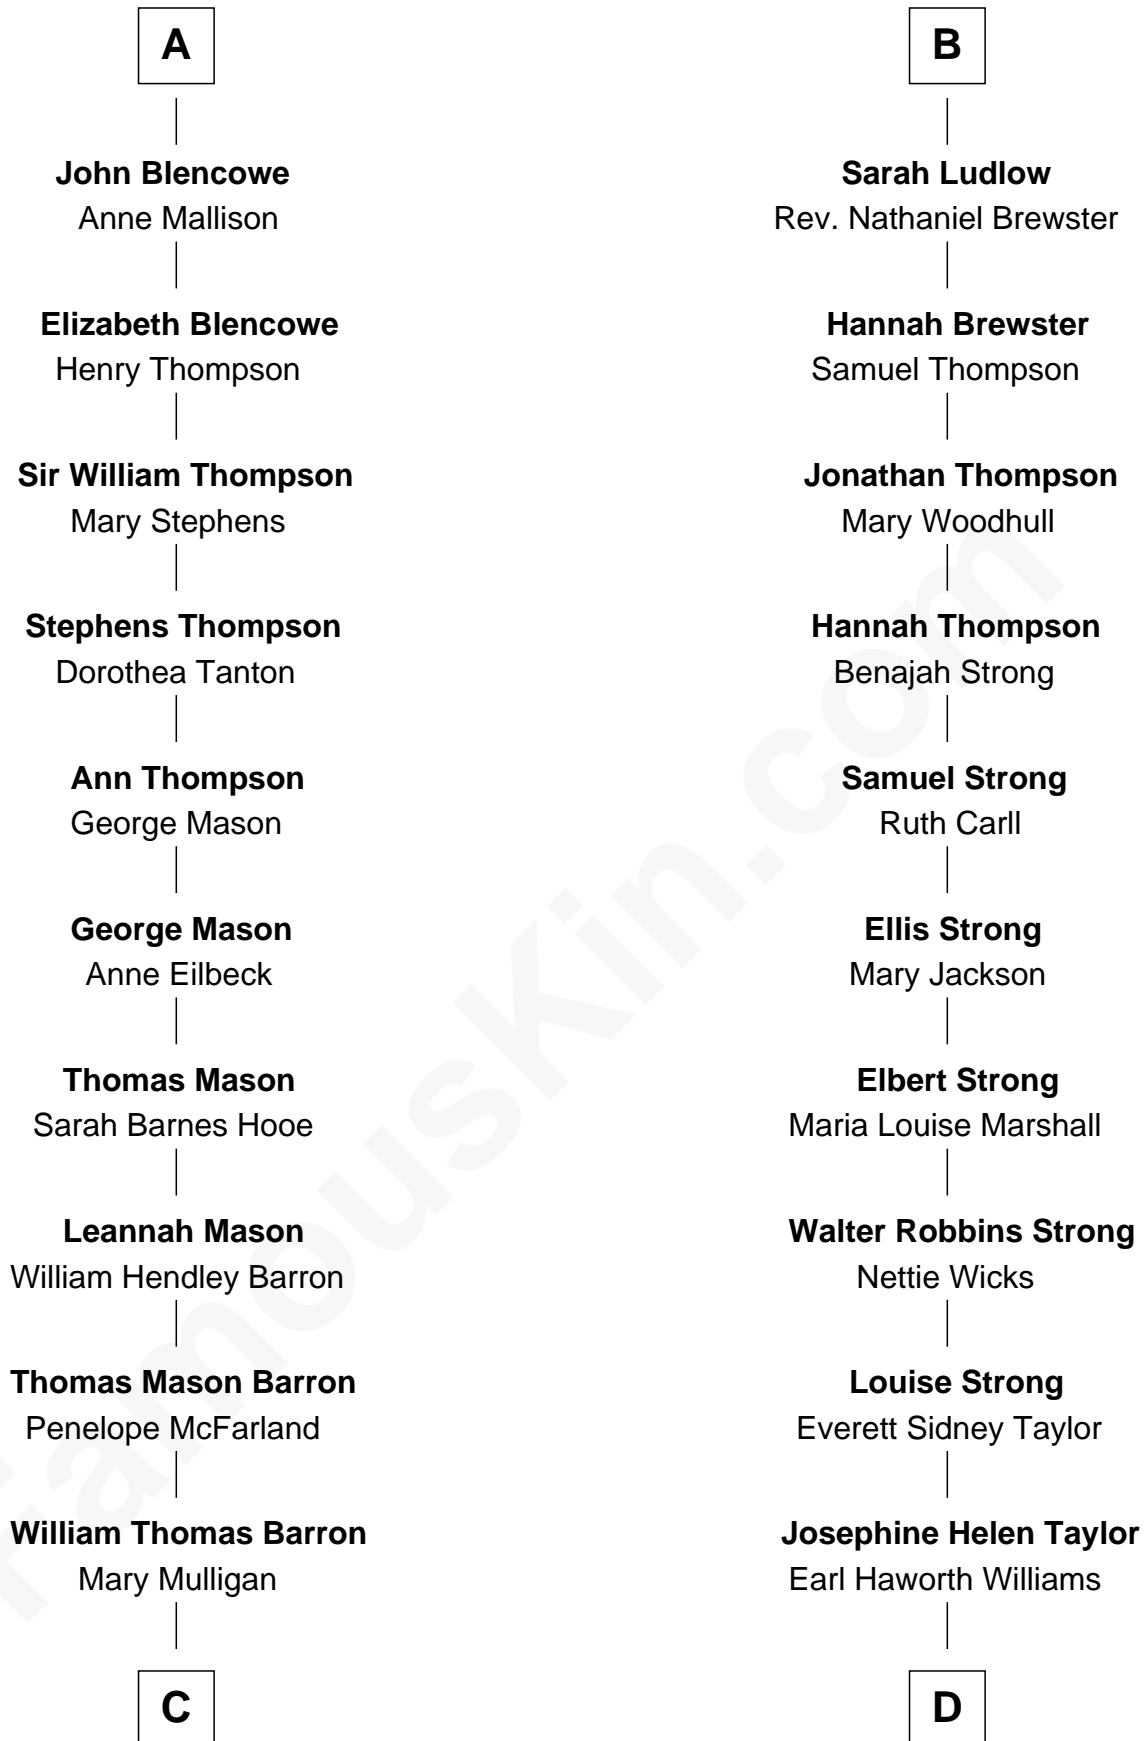 A
John Blencowe
Anne Mallison
Elizabeth Blencowe
Henry Thompson
Sir William Thompson
Mary Stephens
Stephens Thompson
Dorothea Tanton
Ann Thompson
George Mason
George Mason
Anne Eilbeck
Thomas Mason
Sarah Barnes Hooe
Leannah Mason
William Hendley Barron
Thomas Mason Barron
Penelope McFarland
William Thomas Barron
Mary Mulligan
C
B
Sarah Ludlow
Rev. Nathaniel Brewster
Hannah Brewster
Samuel Thompson
Jonathan Thompson
Mary Woodhull
Hannah Thompson
Benajah Strong
Samuel Strong
Ruth Carll
Ellis Strong
Mary Jackson
Elbert Strong
Maria Louise Marshall
Walter Robbins Strong
Nettie Wicks
Louise Strong
Everett Sidney Taylor
Josephine Helen Taylor
Earl Haworth Williams
D
FamousKin.com